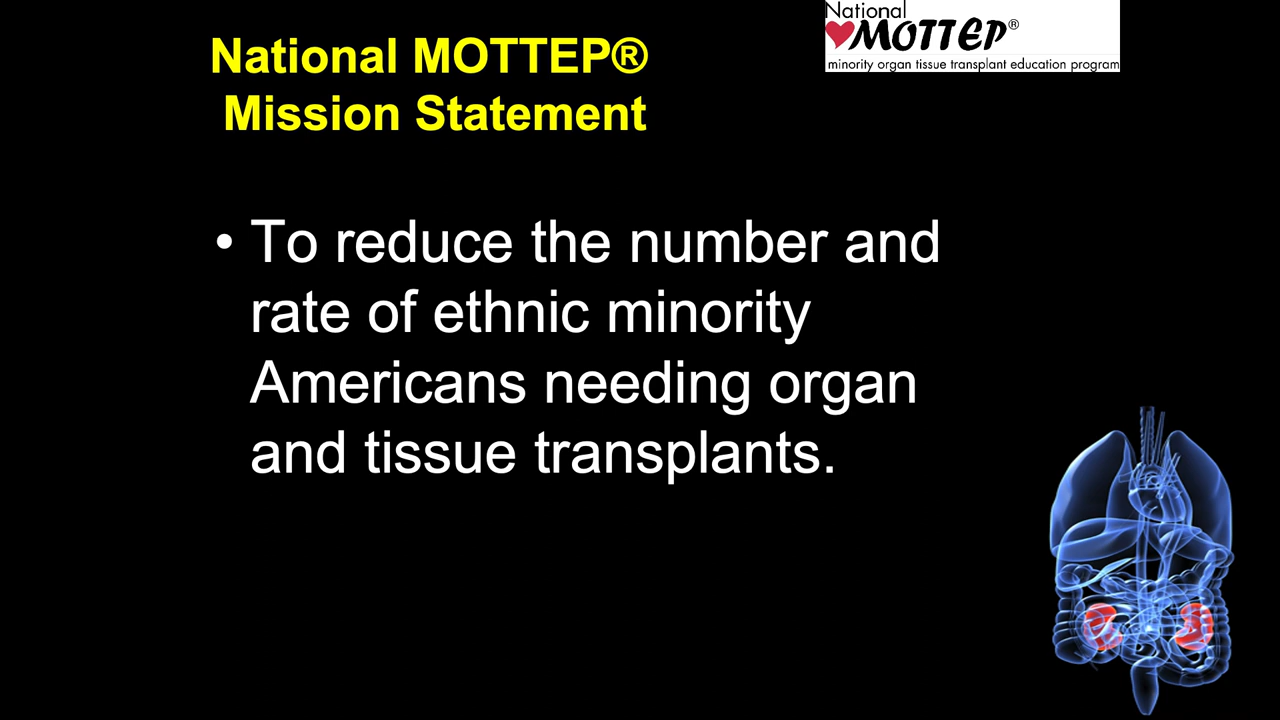 National MOTTEP®
Mission Statement
National
MOTTEP®
minority organ tissue transplant education program
• To reduce the number and
rate of ethnic minority
Americans needing organ
and tissue transplants.